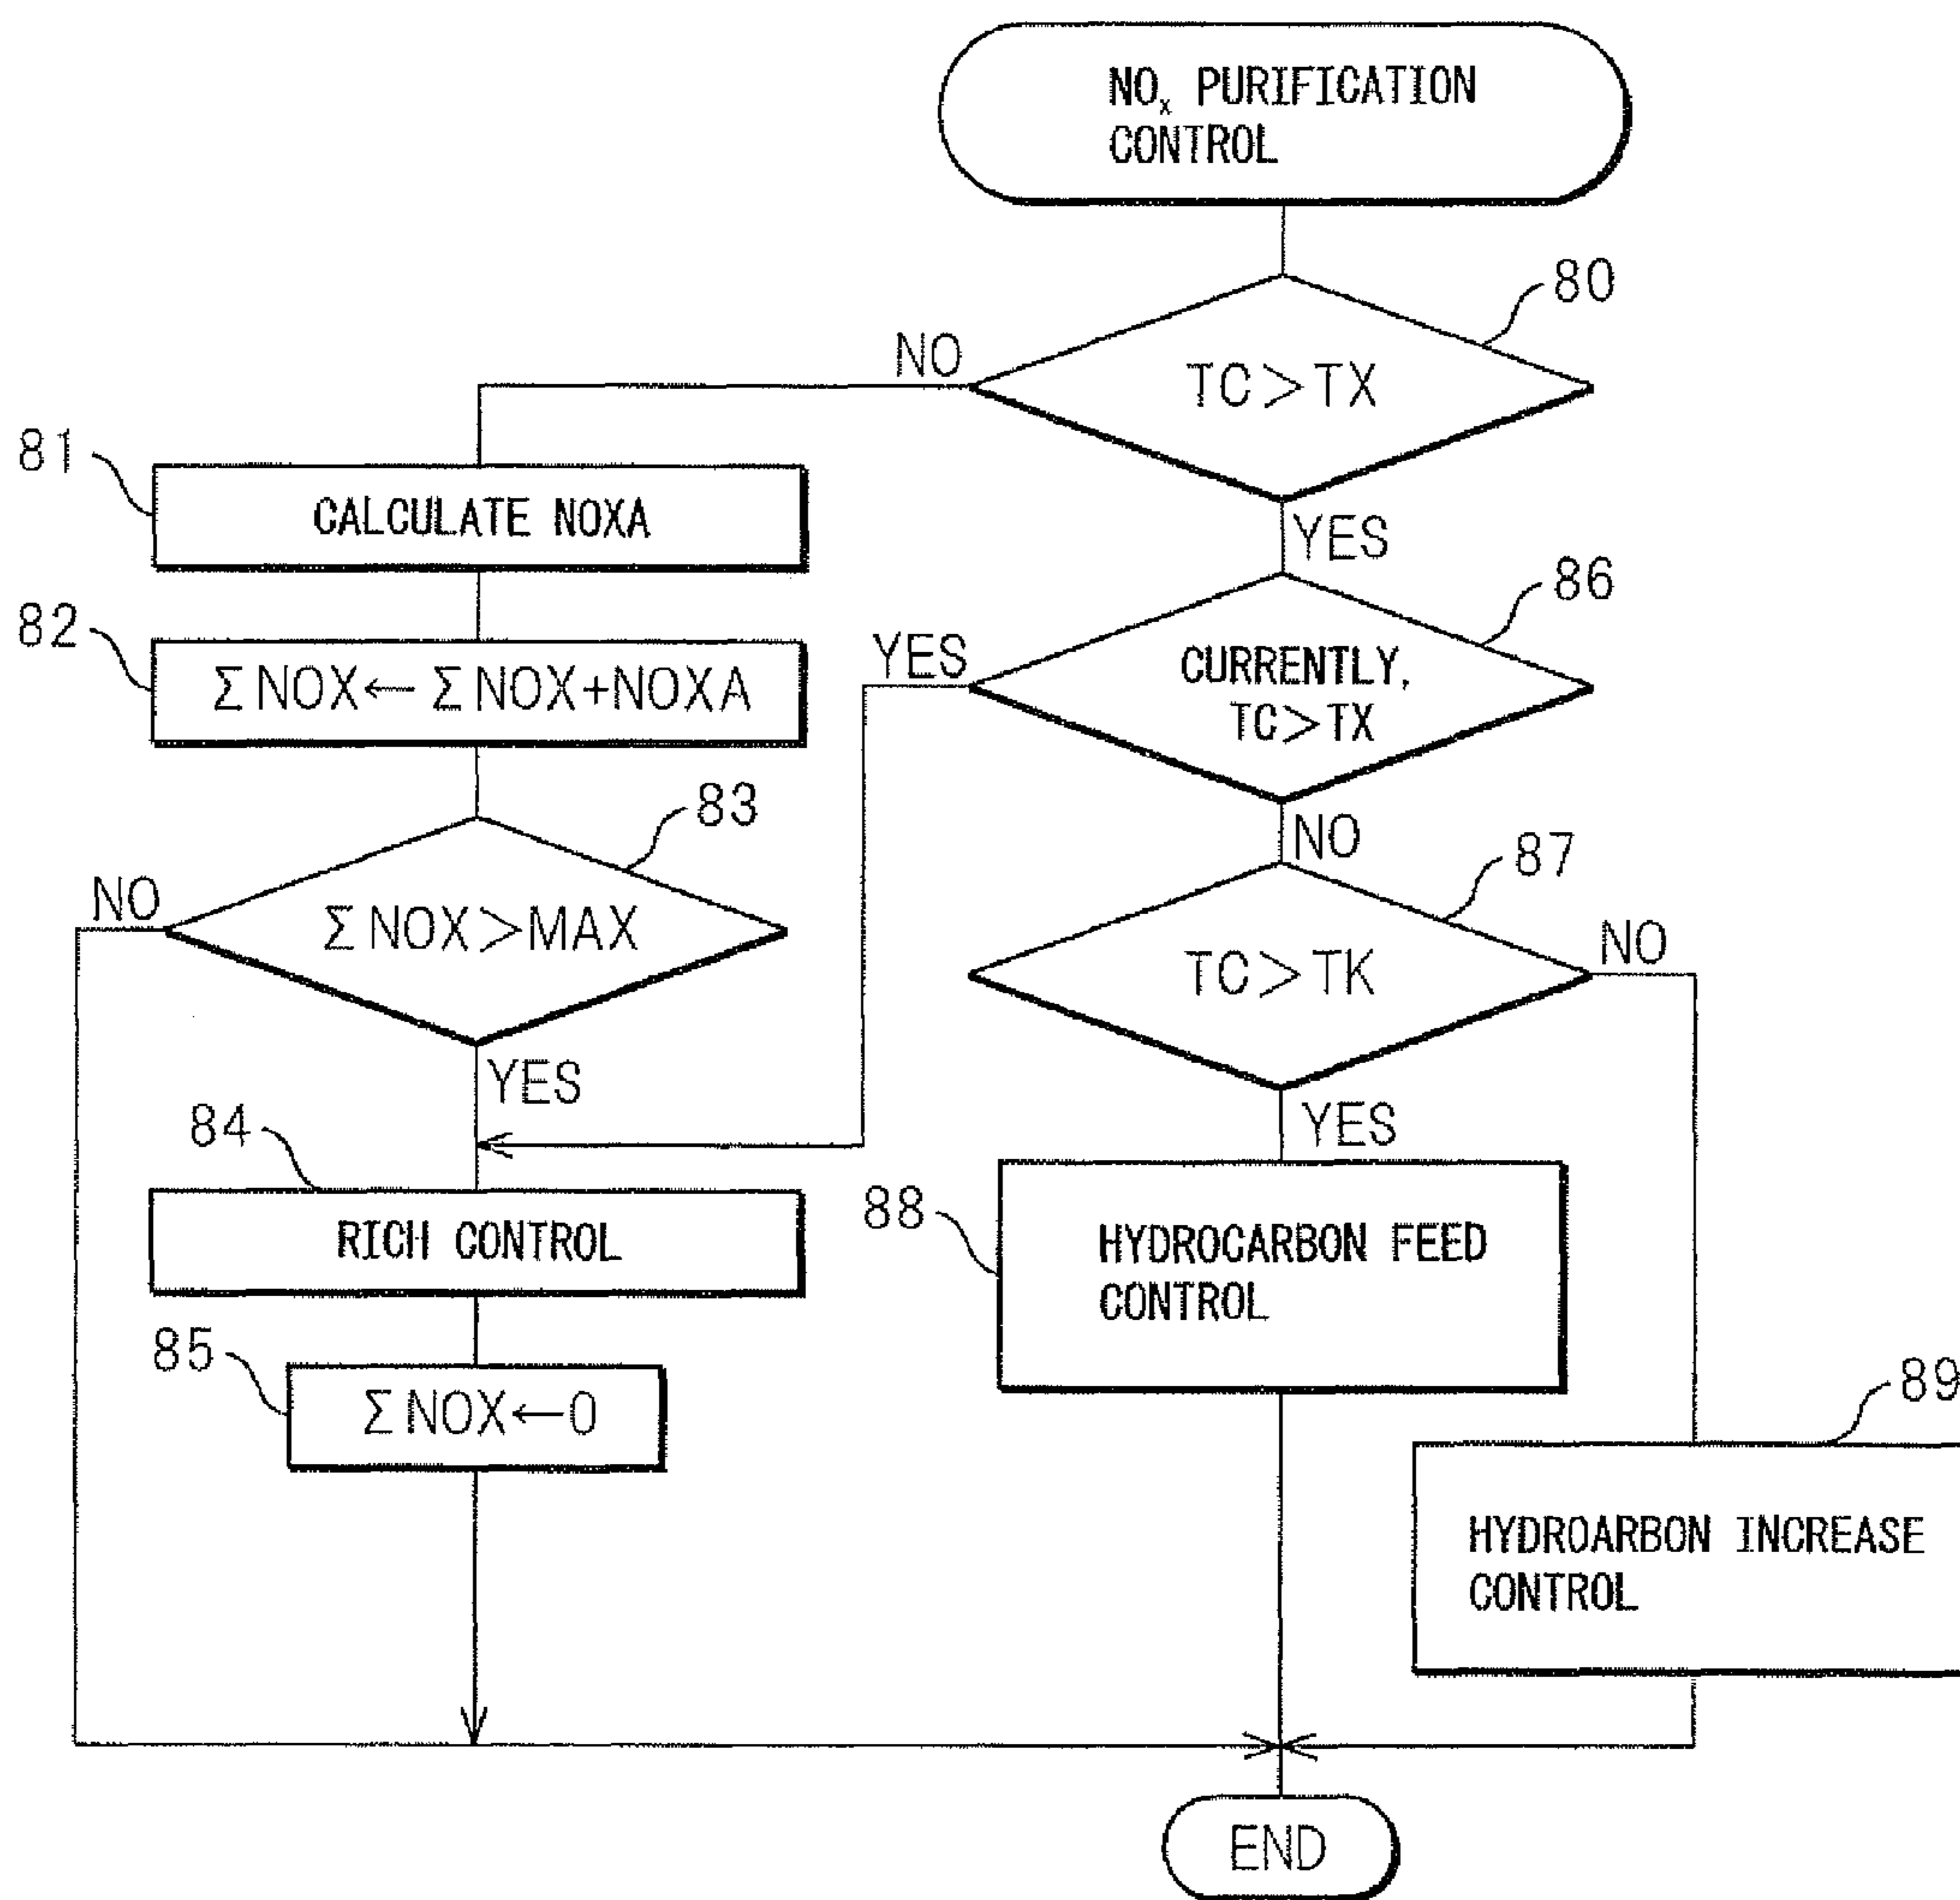 NOx PURIFICATION
CONTROL
80
NO
TC>TX
YES
81
CALCULATE NOXA
82
ΣNOX←ΣNOX+NOXA
86
YES
CURRENTLY,
TC>TX
NO
83
NO
ΣNOX>MAX
YES
87
TC>TK
NO
YES
84
RICH CONTROL
88
HYDROCARBON FEED
CONTROL
85
ΣNOX←0
89
HYDROARBON INCREASE
CONTROL
END